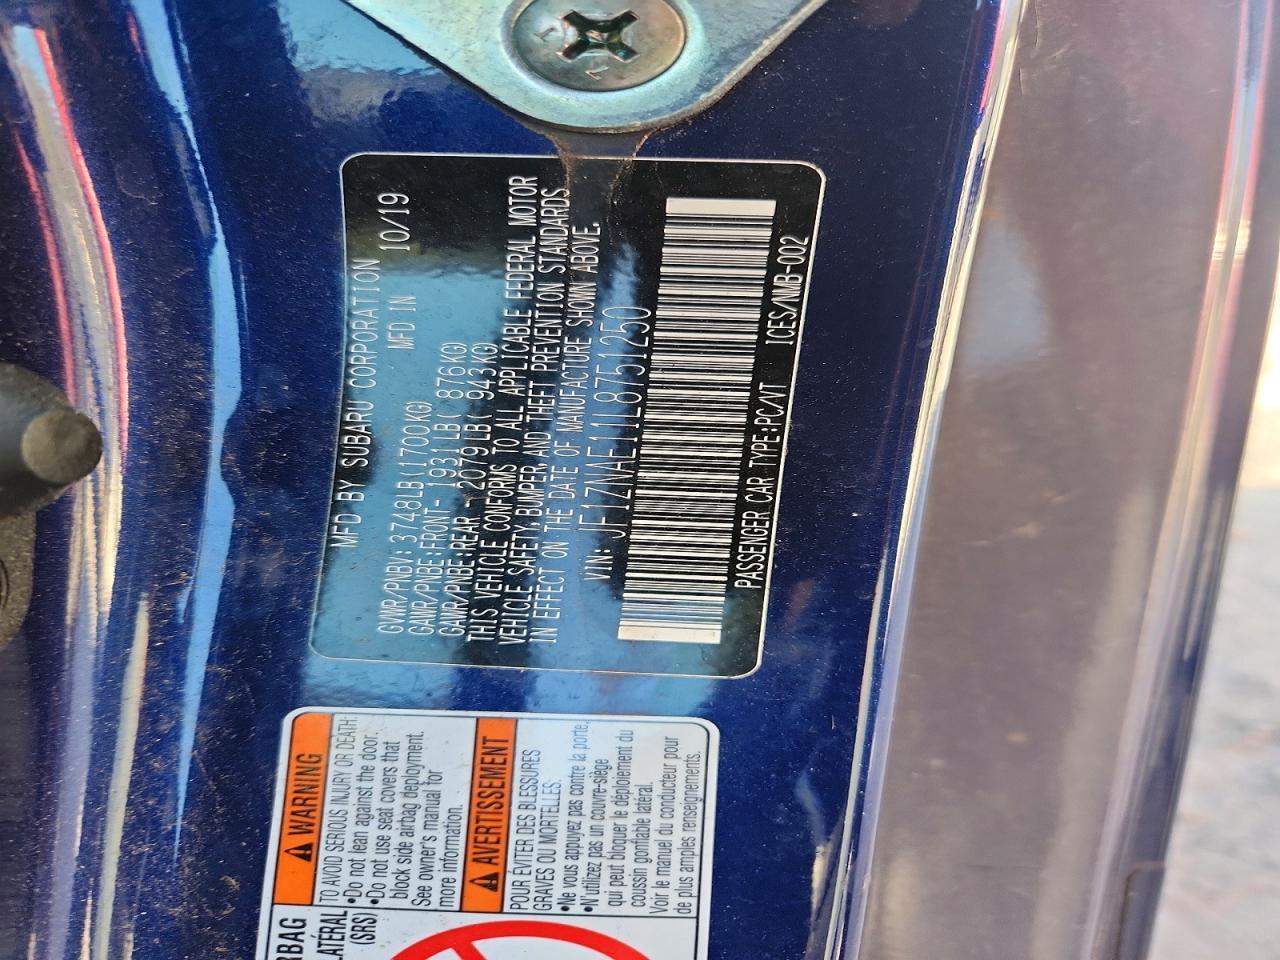 MFD BY SUBARU CORPORATION 10/19
MFD IN
GVWR/PNBV: 3748LB(1700KG)
GAWR/PNBE:FRONT- 1931LB( 876KG)
GAWR/PNBE:REAR -2079LB( 943KG)
THIS VEHICLE CONFORMS TO ALL APPLICABLE FEDERAL MOTOR
VEHICLE SAFETY, BUMPER, AND THEFT PREVENTION STANDARDS
IN EFFECT ON THE DATE OF MANUFACTURE SHOWN ABOVE.
VIN: JF1ZNAE11L8751250
PASSENGER CAR TYPE:PC/VT ICES/NMB-002
WARNING
TO AVOID SERIOUS INJURY OR DEATH:
•Do not lean against the door.
•Do not use seat covers that
block side airbag deployment.
See owner's manual for
more information.
AVERTISSEMENT
POUR ÉVITER DES BLESSURES
GRAVES OU MORTELLES:
•Ne vous appuyez pas contre la porte.
•N'utilisez pas un couvre-siège
qui peut bloquer le déploiement du
coussin gonflable latéral.
Voir le manuel du conducteur pour
de plus amples renseignements.
RBAG
LATÉRAL
(SRS)